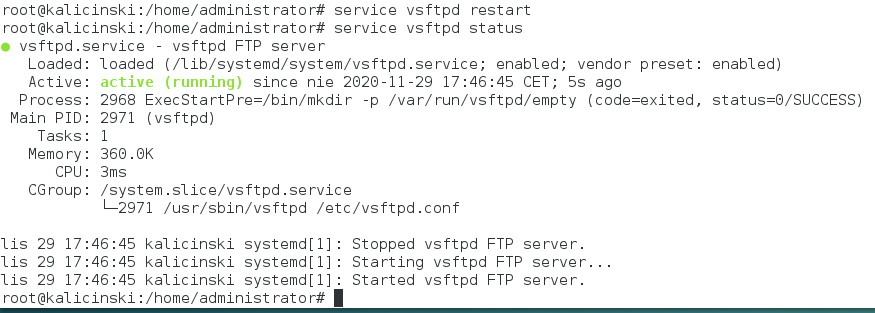 root@kalicinski:/home/administrator# service vsftpd restart
root@kalicinski:/home/administrator# service vsftpd status
● vsftpd.service - vsftpd FTP server
   Loaded: loaded (/lib/systemd/system/vsftpd.service; enabled; vendor preset: enabled)
   Active: active (running) since nie 2020-11-29 17:46:45 CET; 5s ago
  Process: 2968 ExecStartPre=/bin/mkdir -p /var/run/vsftpd/empty (code=exited, status=0/SUCCESS)
 Main PID: 2971 (vsftpd)
    Tasks: 1
   Memory: 360.0K
      CPU: 3ms
   CGroup: /system.slice/vsftpd.service
           └─2971 /usr/sbin/vsftpd /etc/vsftpd.conf

lis 29 17:46:45 kalicinski systemd[1]: Stopped vsftpd FTP server.
lis 29 17:46:45 kalicinski systemd[1]: Starting vsftpd FTP server...
lis 29 17:46:45 kalicinski systemd[1]: Started vsftpd FTP server.
root@kalicinski:/home/administrator#